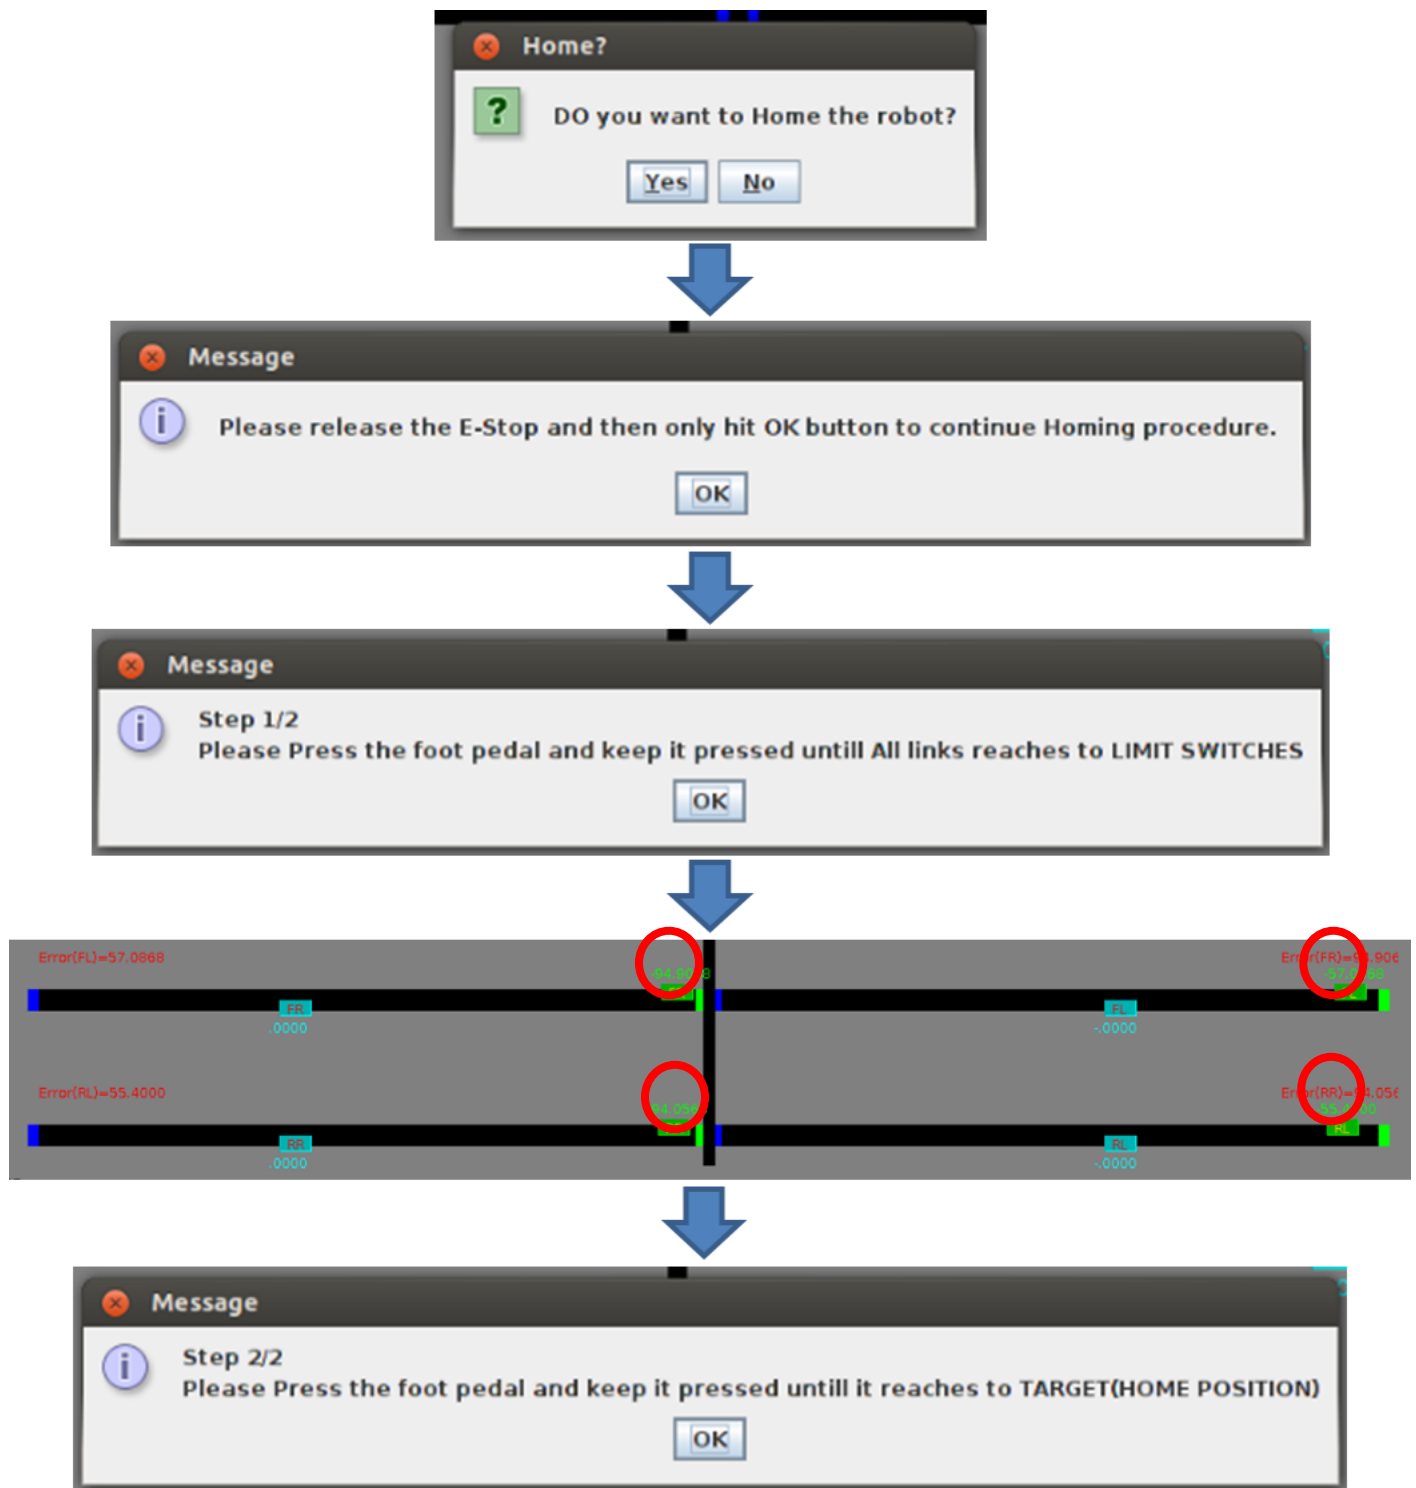 Home?
?
DO you want to Home the robot?
Yes No
Message
i
Please release the E-Stop and then only hit OK button to continue Homing procedure.
OK
Message
i
Step 1/2
Please Press the foot pedal and keep it pressed untill All links reaches to LIMIT SWITCHES
OK
Error(FL)=57.0868
FR
.0000
FL
-.0000
Error(RL)=55.4000
RR
.0000
RL
RL
-.0000
Message
i
Step 2/2
Please Press the foot pedal and keep it pressed untill it reaches to TARGET(HOME POSITION)
OK